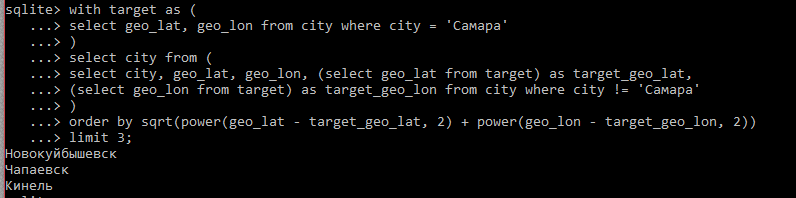 sqlite> with target as (
...> select geo_lat, geo_lon from city where city = 'Самара'
...> )
...> select city from (
...> select city, geo_lat, geo_lon, (select geo_lat from target) as target_geo_lat,
...> (select geo_lon from target) as target_geo_lon from city where city != 'Самара'
...> )
...> order by sqrt(power(geo_lat - target_geo_lat, 2) + power(geo_lon - target_geo_lon, 2))
...> limit 3;
Новокуйбышевск
Чапаевск
Кинель